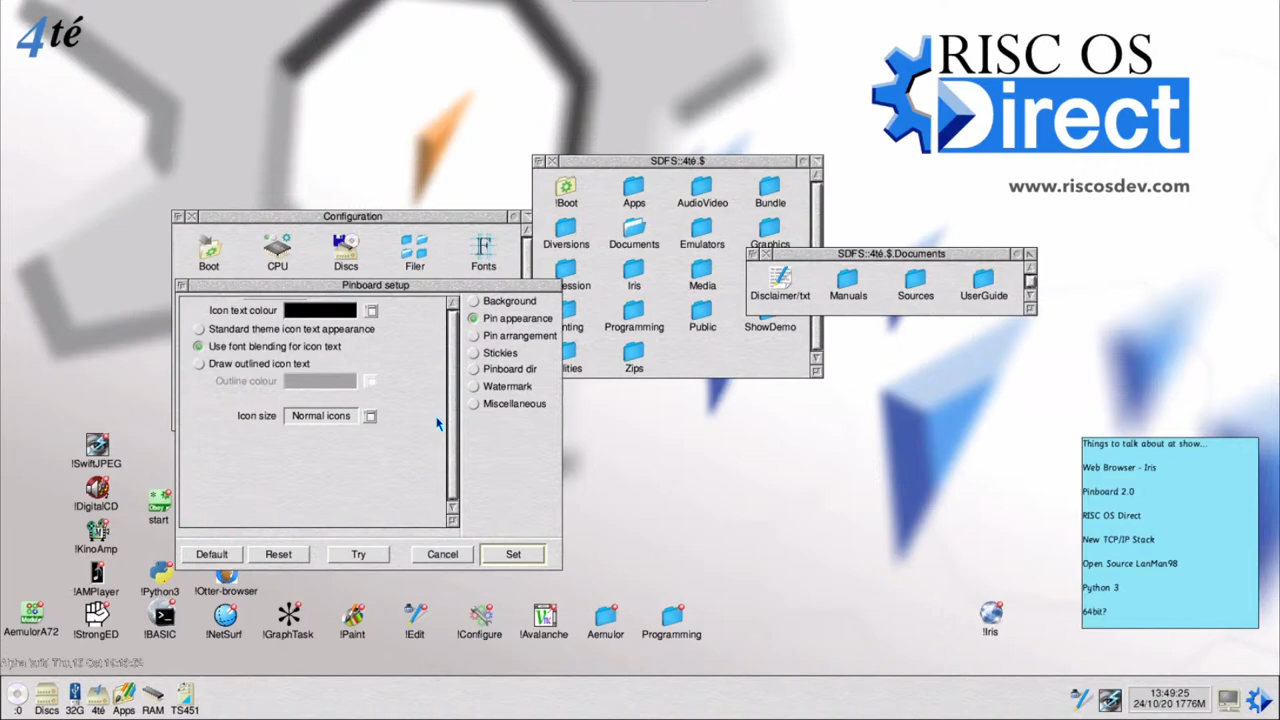 4té
RISC OS
Direct
www.riscosdev.com
SDFS::4té.$
!Boot
Apps
AudioVideo
Bundle
Diversions
Documents
Emulators
Graphics
Iris
Media
Programming
Public
ShowDemo
Zips
Configuration
Boot
CPU
Discs
Filer
Fonts
SDFS::4té.$.Documents
Disclaimer/txt
Manuals
Sources
UserGuide
Pinboard setup
Icon text colour
Standard theme icon text appearance
Use font blending for icon text
Draw outlined icon text
Outline colour
Icon size
Normal icons
Background
Pin appearance
Pin arrangement
Stickies
Pinboard dir
Watermark
Miscellaneous
Default
Reset
Try
Cancel
Set
Things to talk about at show...
Web Browser - Iris
Pinboard 2.0
RISC OS Direct
New TCP/IP Stack
Open Source LanMan98
Python 3
64bit?
!SwiftJPEG
!DigitalCD
start
!KinoAmp
!AMPlayer
!Python3
!Otter-browser
AemulorA72
!StrongED
!BASIC
!NetSurf
!GraphTask
!Paint
!Edit
!Configure
!Avalanche
Aemulor
Programming
!Iris
:0
Discs
32G
4té
Apps
RAM
TS451
13:49:25
24/10/20 1776M